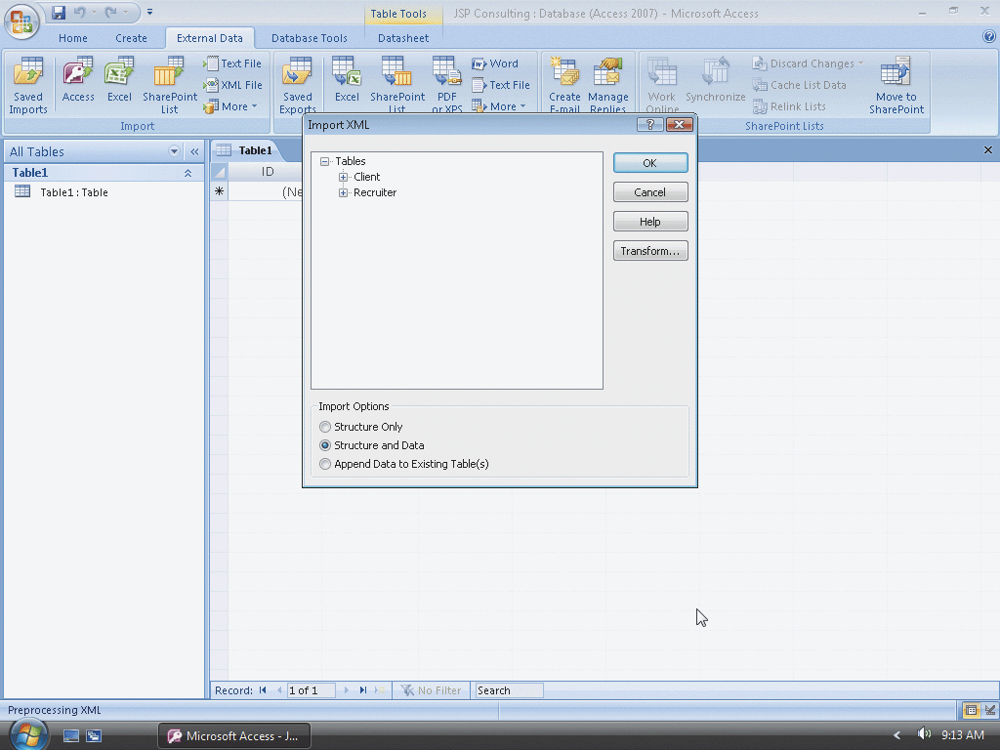 Table Tools
JSP Consulting : Database (Access 2007) - Microsoft Access
Home
Create
External Data
Database Tools
Datasheet
Saved Imports
Access
Excel
SharePoint List
Text File
XML File
More
Import
Saved Exports
Excel
SharePoint List
PDF or XPS
Word
Text File
More
Create E-mail
Manage Replies
Work Online
Synchronize
Discard Changes
Cache List Data
Relink Lists
Move to SharePoint
SharePoint Lists
All Tables
«
Table1
Table1 : Table
Table1
ID
(Ne
Import XML
?
Tables
Client
Recruiter
OK
Cancel
Help
Transform...
Import Options
Structure Only
Structure and Data
Append Data to Existing Table(s)
Record:
1 of 1
No Filter
Search
Preprocessing XML
Microsoft Access - J...
9:13 AM